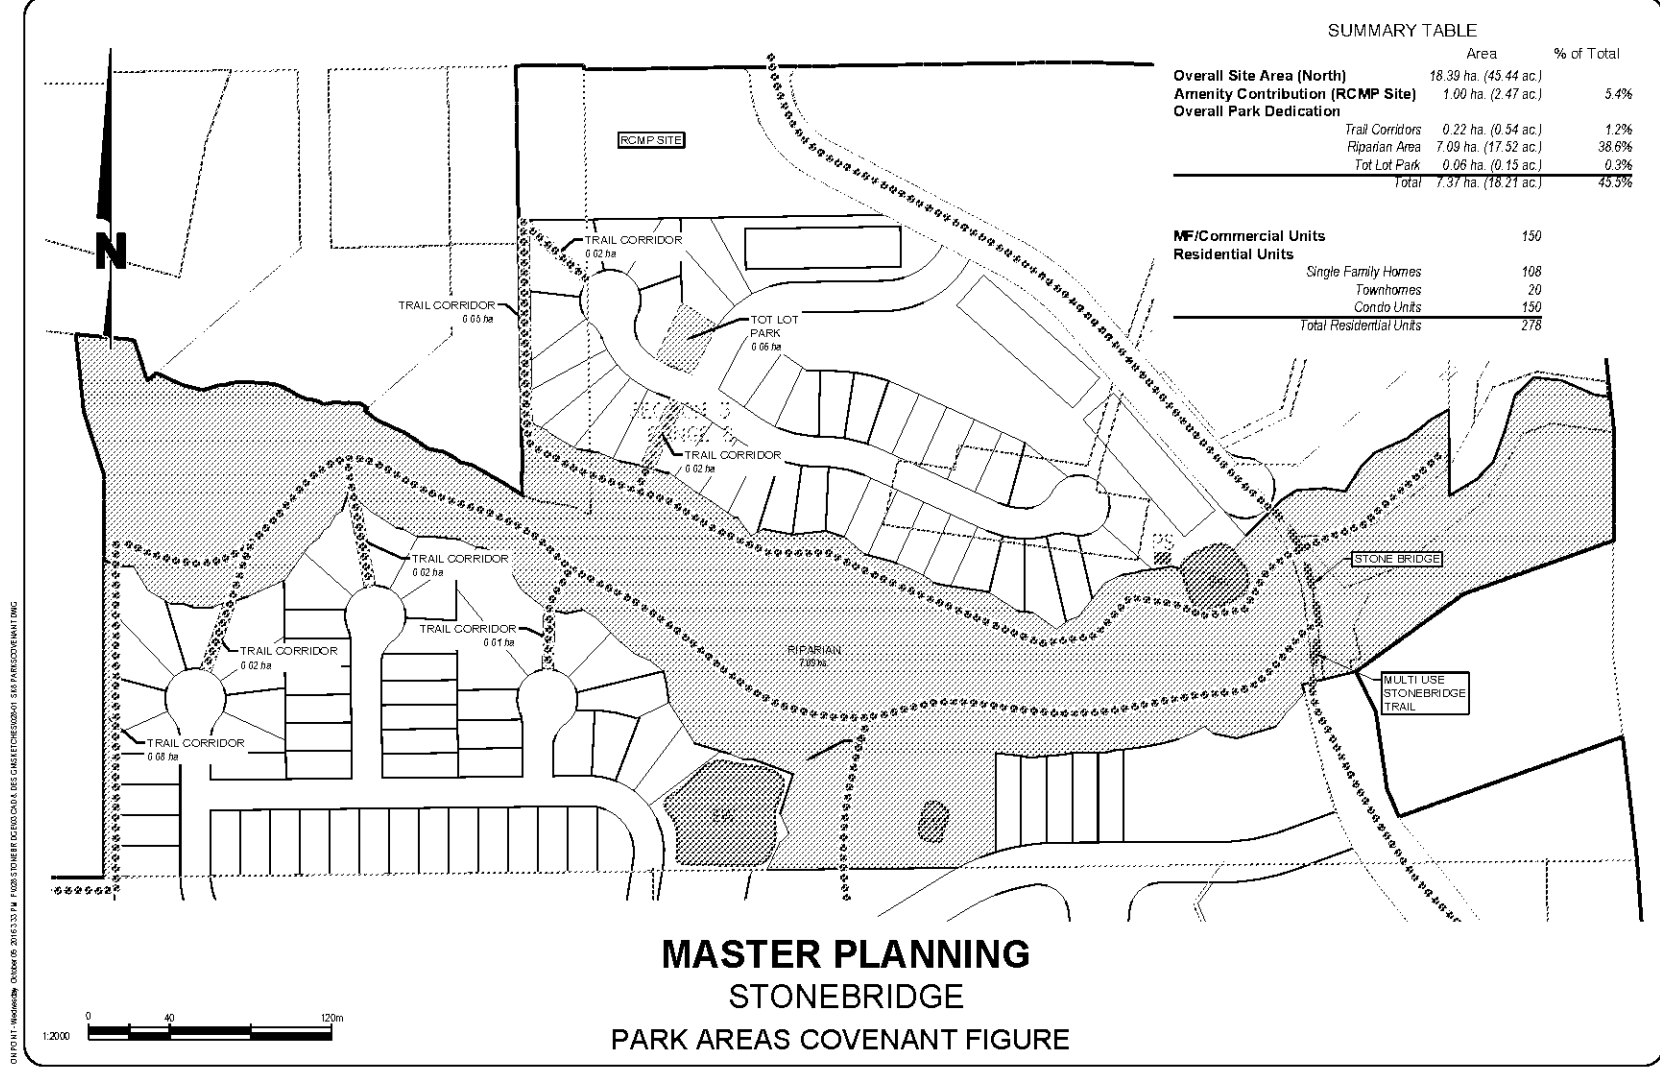 SUMMARY TABLE
Area % of Total
Overall Site Area (North) 18.39 ha. (45.44 ac.)
Amenity Contribution (RCMP Site) 1.00 ha. (2.47 ac.) 5.4%
Overall Park Dedication
Trail Corridors 0.22 ha. (0.54 ac.) 1.2%
Riparian Area 7.09 ha. (17.52 ac.) 38.6%
Tot Lot Park 0.06 ha. (0.15 ac.) 0.3%
Total 7.37 ha. (18.21 ac.) 45.5%
MF/Commercial Units 150
Residential Units
Single Family Homes 108
Townhomes 20
Condo Units 150
Total Residential Units 278
RCMP SITE
N
TRAIL CORRIDOR
0.02 ha
TRAIL CORRIDOR
0.05 ha
TOT LOT
PARK
0.06 ha
TRAIL CORRIDOR
0.02 ha
TRAIL CORRIDOR
0.02 ha
STONE BRIDGE
TRAIL CORRIDOR
0.01 ha
TRAIL CORRIDOR
0.02 ha
RIPARIAN
7.09 ha
MULTI USE
STONEBRIDGE
TRAIL
TRAIL CORRIDOR
0.08 ha
MASTER PLANNING
STONEBRIDGE
PARK AREAS COVENANT FIGURE
1:2000
0 40 120m